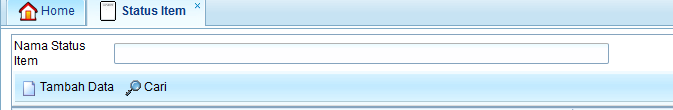 Home
Status Item
Nama Status
Item
Tambah Data
Cari